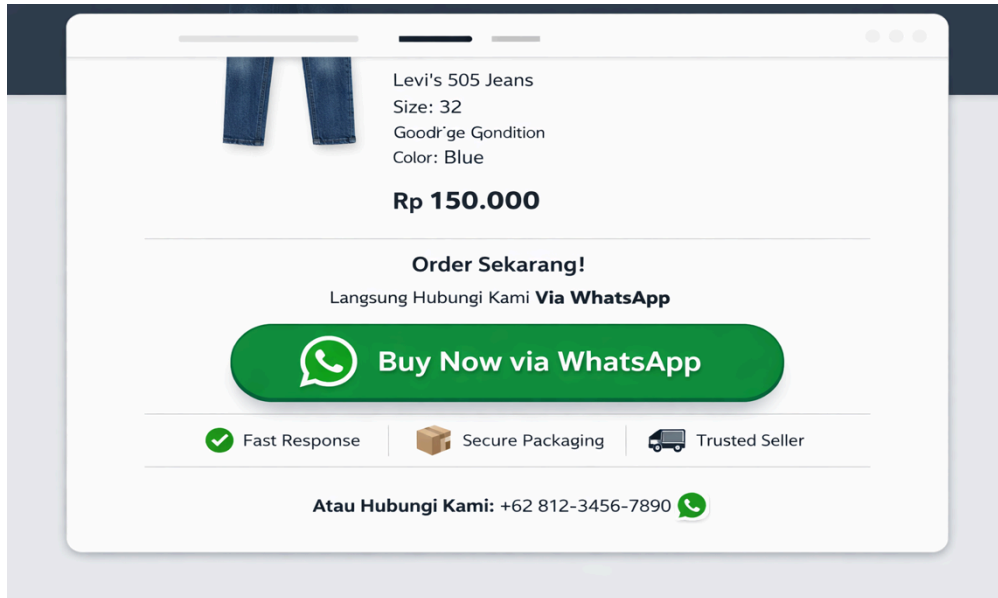 Levi's 505 Jeans
Size: 32
Gondition
Color: Blue
Rp 150.000
Order Sekarang!
Langsung Hubungi Kami Via WhatsApp
Buy Now via WhatsApp
Fast Response
Secure Packaging
Trusted Seller
Atau Hubungi Kami: +62 812-3456-7890